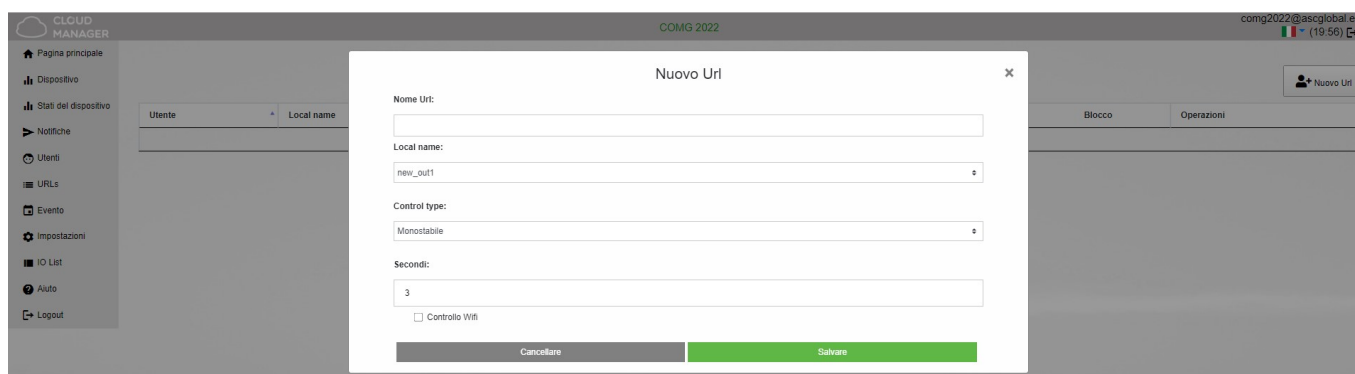 CLOUD
MANAGER
COMG 2022
comg2022@ascglobal.e
(19:56)
Pagina principale
Dispositivo
Stati del dispositivo
Notifiche
Utenti
URLs
Evento
Impostazioni
IO List
Aiuto
Logout
Nuovo Url
Utente
Local name
Blocco
Operazioni
Nuovo Url
×
Nome Url:
Local name:
new_out1
Control type:
Monostabile
Secondi:
3
Controllo Wifi
Cancellare
Salvare